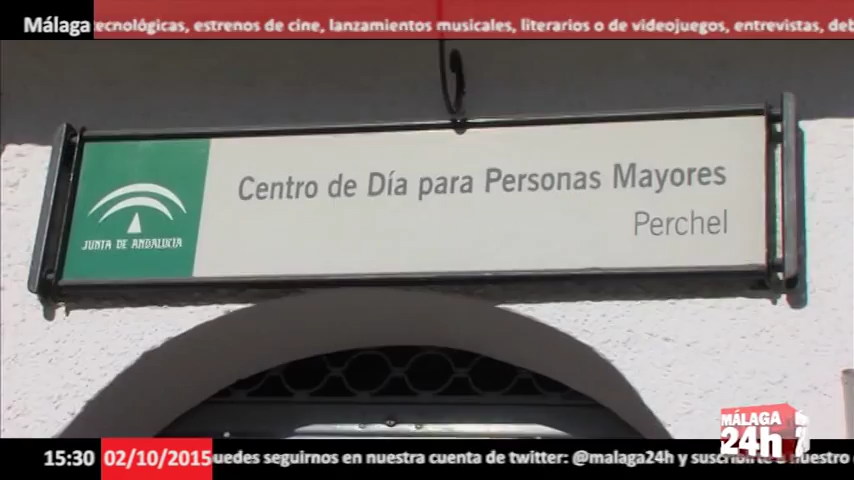 Málaga ecnológicas, estrenos de cine, lanzamientos musicales, literarios o de videojuegos, entrevistas, deb
Centro de Día para Personas Mayores
Perchel
JUNTA DE ANDALUCIA
MÁLAGA
24h
15:30 02/10/2015 uedes seguirnos en nuestra cuenta de twitter: @malaga24h y suscribirte a nuestro